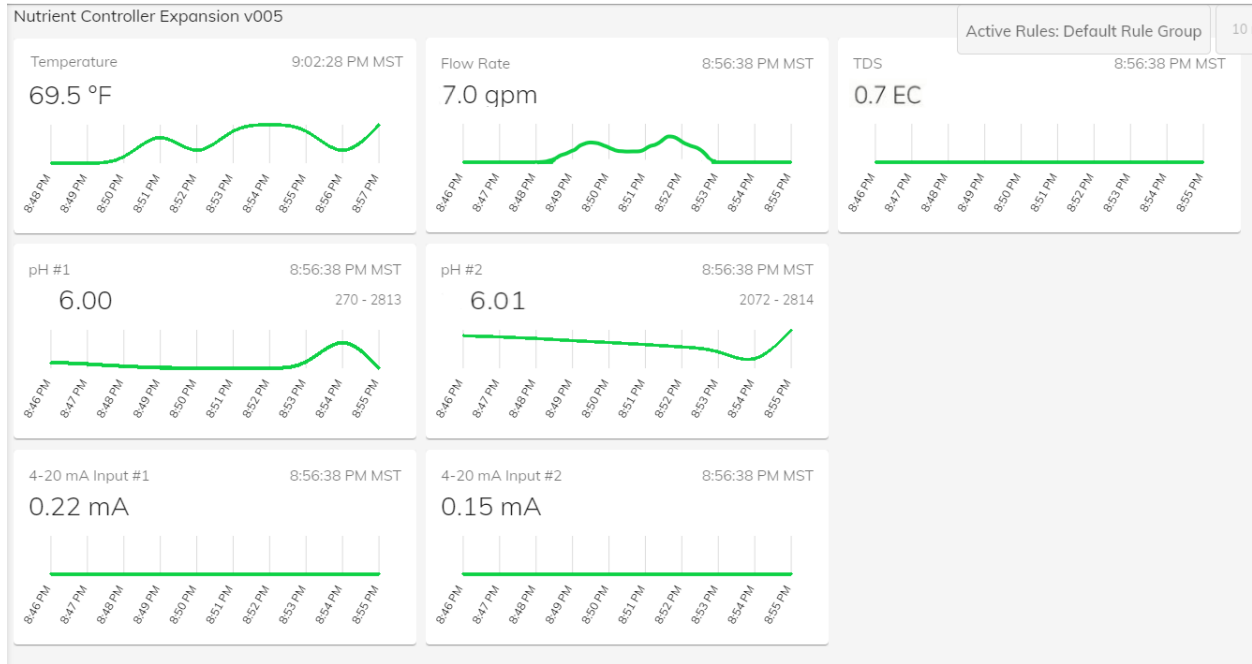 Nutrient Controller Expansion v005
Active Rules: Default Rule Group
10
Temperature 9:02:28 PM MST
69.5 °F
8:48 PM 8:49 PM 8:50 PM 8:51 PM 8:52 PM 8:53 PM 8:54 PM 8:55 PM 8:56 PM 8:57 PM
Flow Rate 8:56:38 PM MST
7.0 gpm
8:46 PM 8:47 PM 8:48 PM 8:49 PM 8:50 PM 8:51 PM 8:52 PM 8:53 PM 8:54 PM 8:55 PM
TDS 8:56:38 PM MST
0.7 EC
8:46 PM 8:47 PM 8:48 PM 8:49 PM 8:50 PM 8:51 PM 8:52 PM 8:53 PM 8:54 PM 8:55 PM
pH #1 8:56:38 PM MST
6.00 270 - 2813
8:46 PM 8:47 PM 8:48 PM 8:49 PM 8:50 PM 8:51 PM 8:52 PM 8:53 PM 8:54 PM 8:55 PM
pH #2 8:56:38 PM MST
6.01 2072 - 2814
8:46 PM 8:47 PM 8:48 PM 8:49 PM 8:50 PM 8:51 PM 8:52 PM 8:53 PM 8:54 PM 8:55 PM
4-20 mA Input #1 8:56:38 PM MST
0.22 mA
8:46 PM 8:47 PM 8:48 PM 8:49 PM 8:50 PM 8:51 PM 8:52 PM 8:53 PM 8:54 PM 8:55 PM
4-20 mA Input #2 8:56:38 PM MST
0.15 mA
8:46 PM 8:47 PM 8:48 PM 8:49 PM 8:50 PM 8:51 PM 8:52 PM 8:53 PM 8:54 PM 8:55 PM